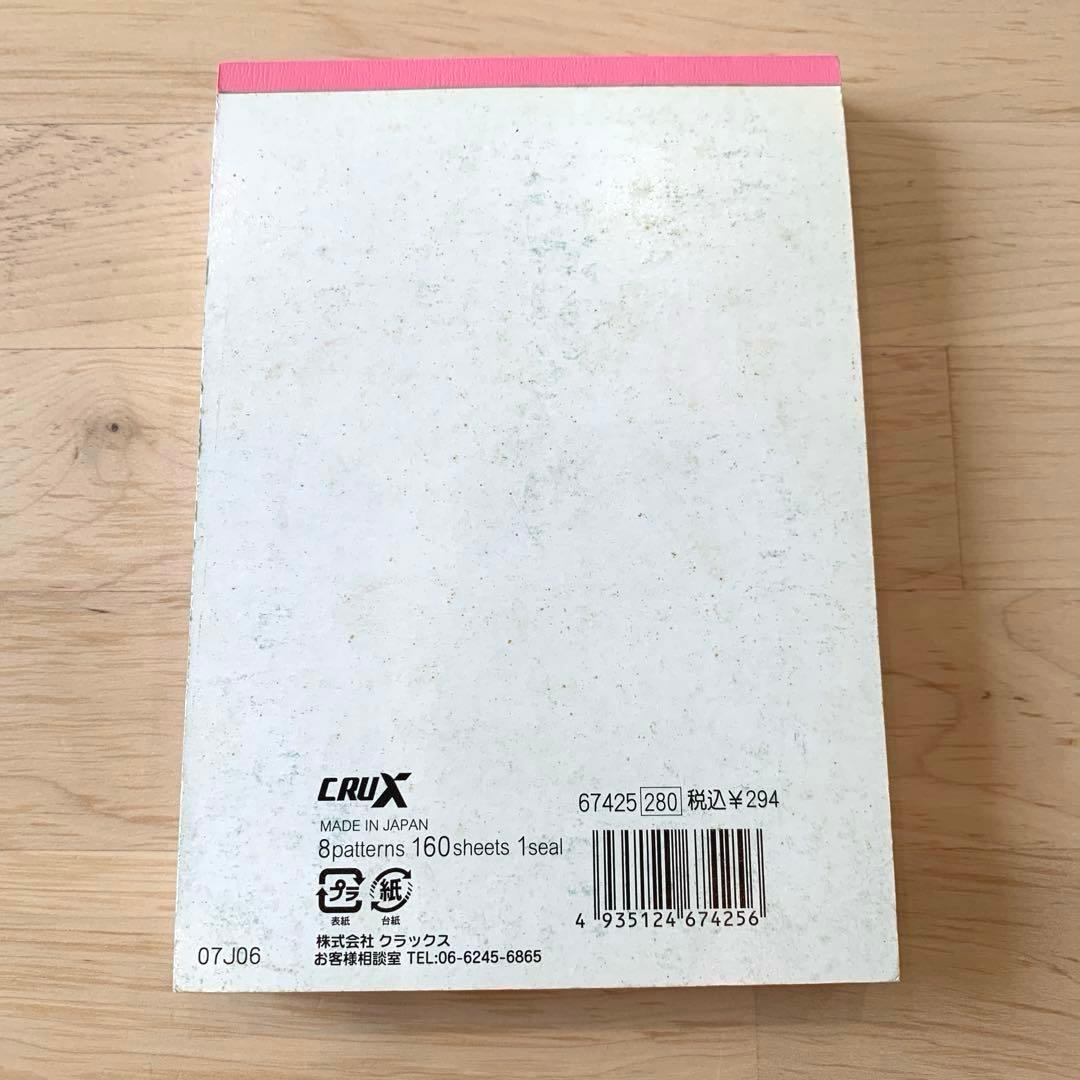 CRUX
MADE IN JAPAN
8patterns 160sheets 1seal
プラ 紙
表紙 台紙
株式会社 クラックス
お客様相談室 TEL:06-6245-6865
07J06
67425 280 税込¥294
4 935124 674256